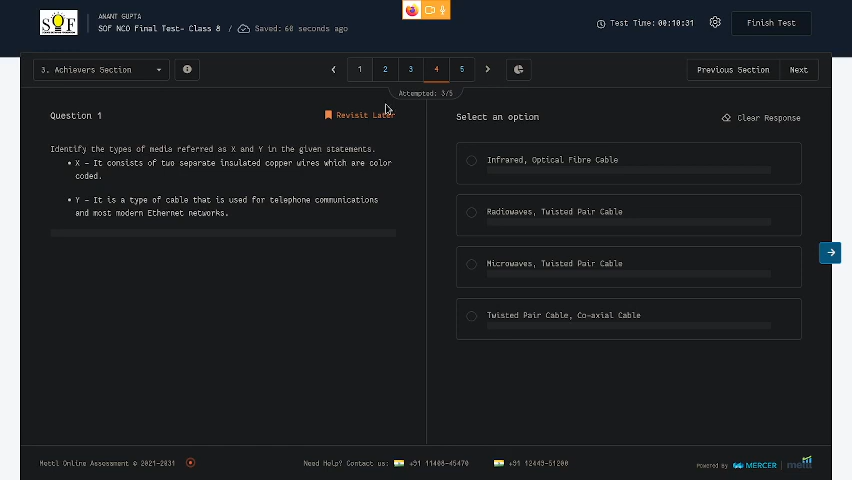 SOF
ANANT GUPTA
SOF NCO Final Test- Class 8 / Saved: 60 seconds ago
Test Time: 00:10:31
Finish Test
3. Achievers Section
1 2 3 4 5
Previous Section
Next
Attempted: 3/5
Question 1
Revisit Later
Select an option
Clear Response
Identify the types of media referred as X and Y in the given statements.
• X – It consists of two separate insulated copper wires which are color
coded.
• Y – It is a type of cable that is used for telephone communications
and most modern Ethernet networks.
Infrared, Optical Fibre Cable
Radiowaves, Twisted Pair Cable
Microwaves, Twisted Pair Cable
Twisted Pair Cable, Co-axial Cable
Mettl Online Assessment © 2021-2031
Need Help? Contact us: +91 11408-45470 +91 12449-51200
Powered by MERCER mettl